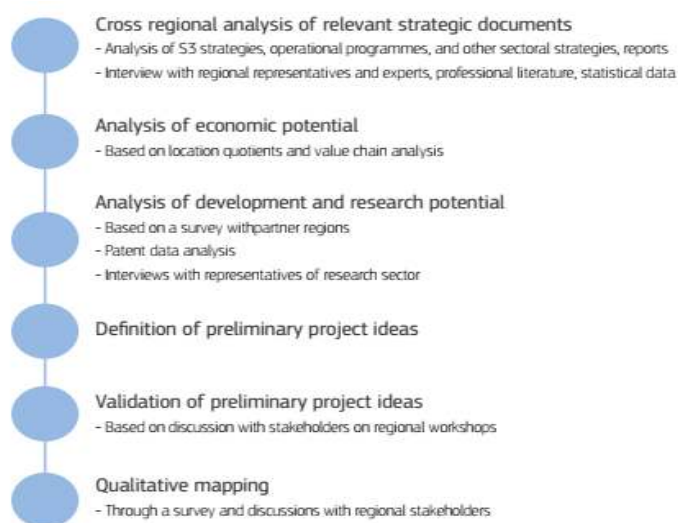 Cross regional analysis of relevant strategic documents
- Analysis of S3 strategies, operational programmes, and other sectoral strategies, reports
- Interview with regional representatives and experts, professional literature, statistical data
Analysis of economic potential
- Based on location quotients and value chain analysis
Analysis of development and research potential
- Based on a survey withpartner regions
- Patent data analysis
- Interviews with representatives of research sector
Definition of preliminary project ideas
Validation of preliminary project ideas
- Based on discussion with stakeholders on regional workshops
Qualitative mapping
- Through a survey and discussions with regional stakeholders